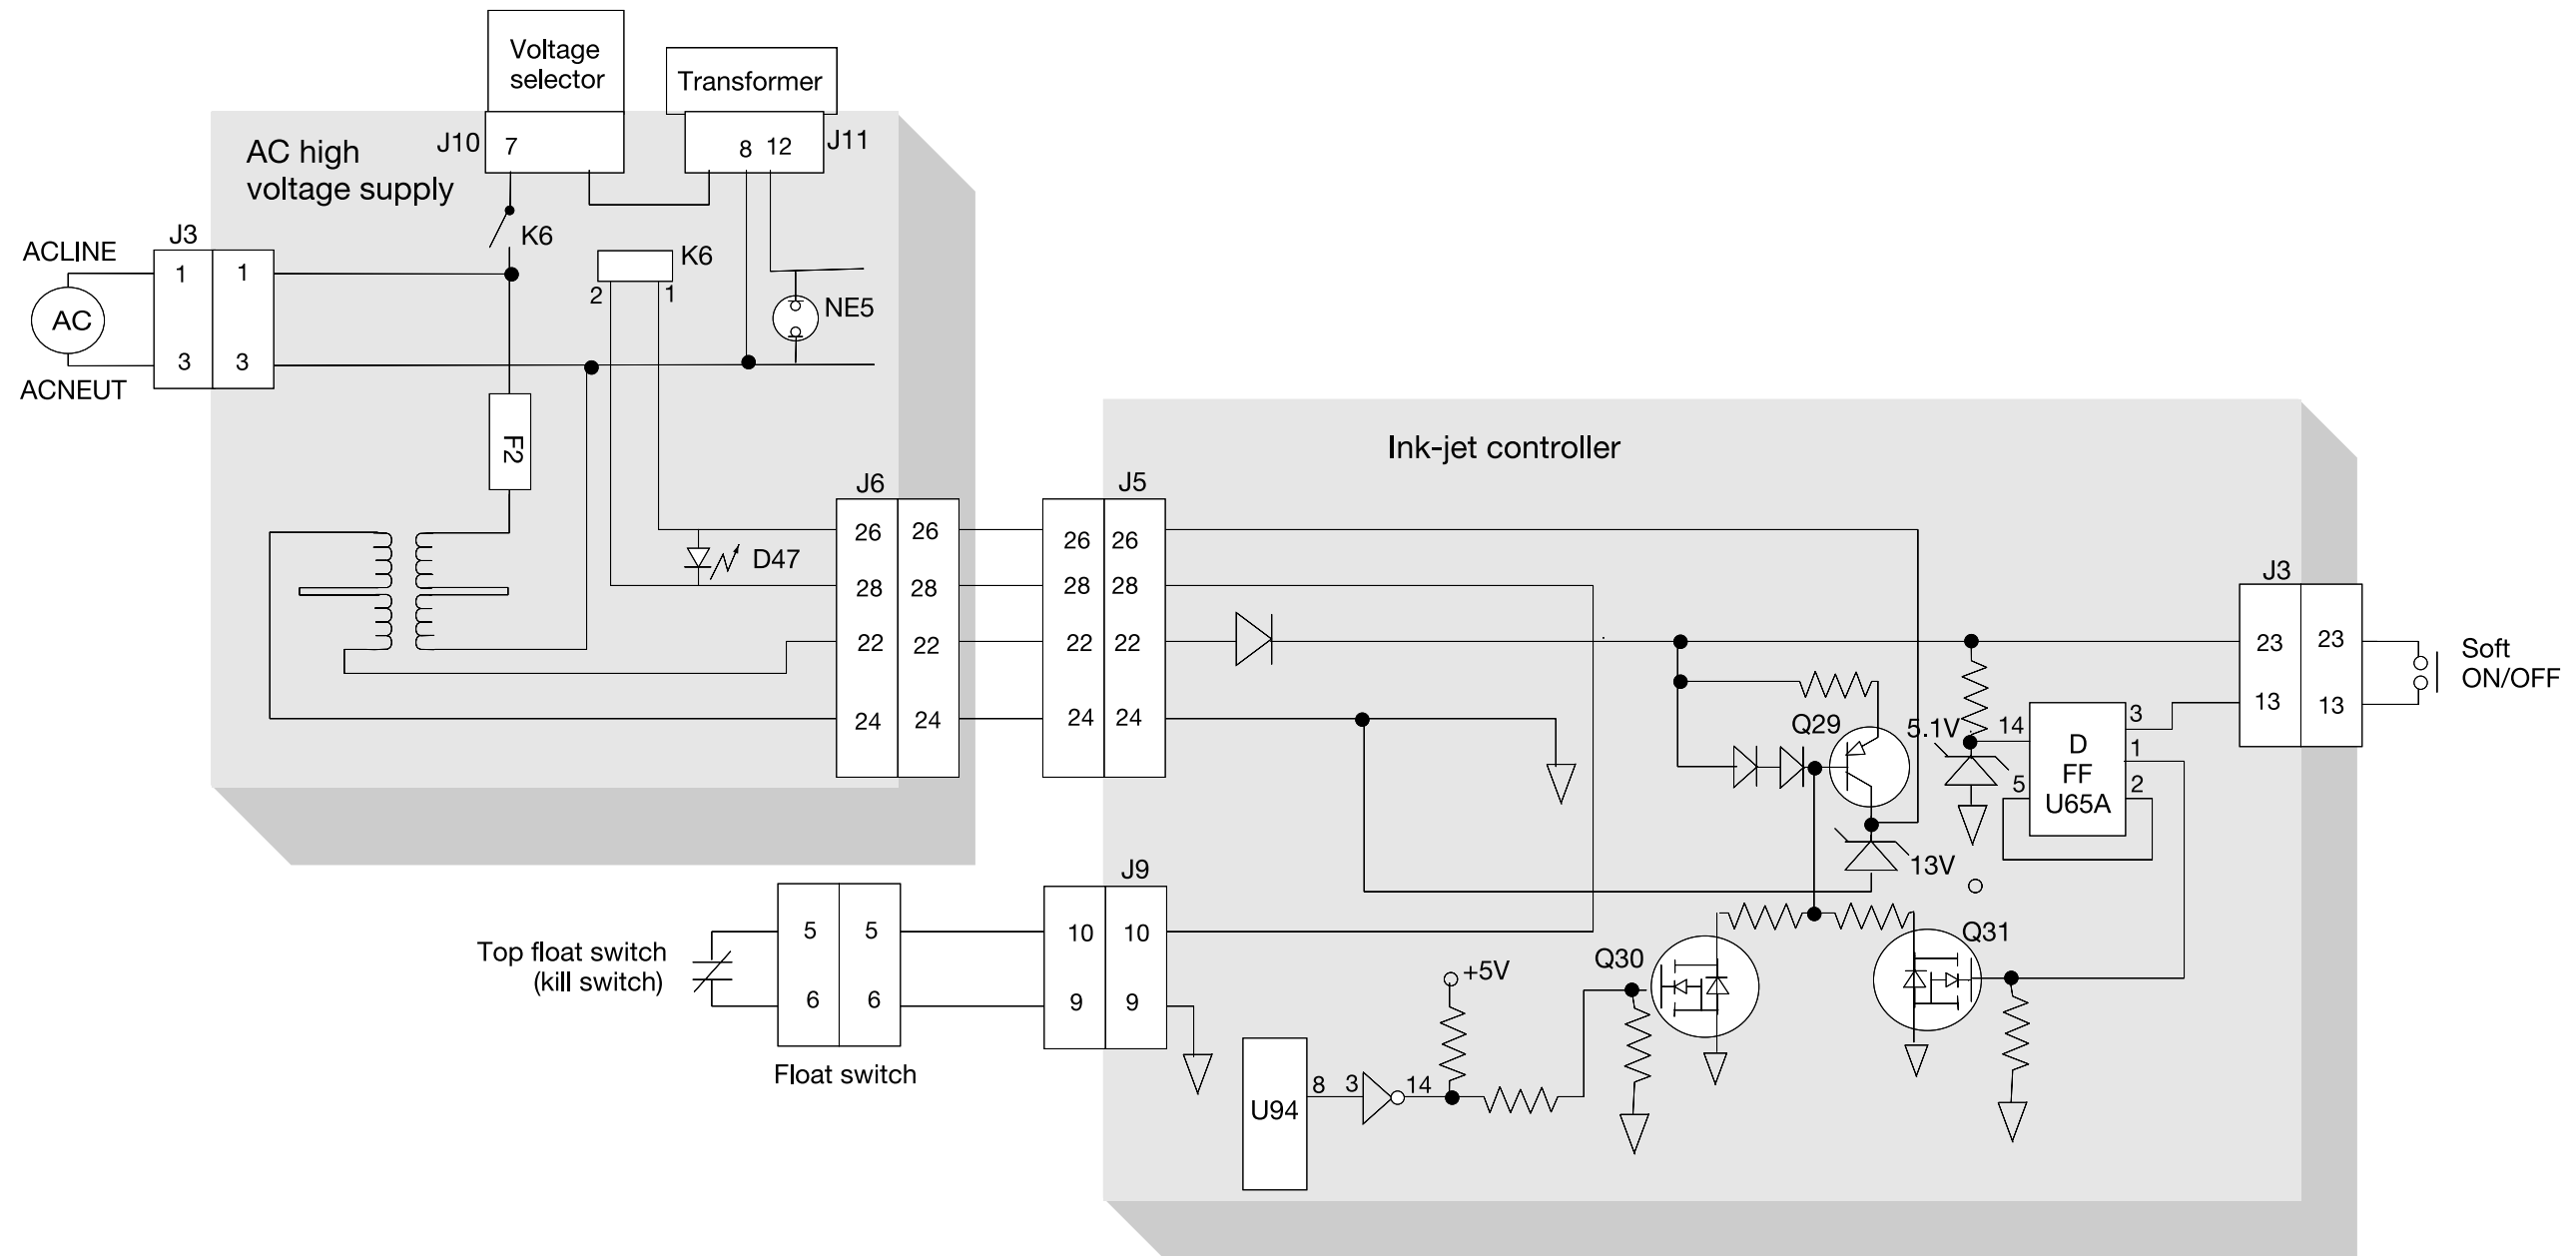 Voltage
selector
Transformer
J10 7
8 12 J11
AC high
voltage supply
K6
J3
ACLINE
1 1
AC
3 3
ACNEUT
K6
2 1
NE5
F2
Ink-jet controller
J6
26 26
28 28
22 22
24 24
D47
J5
26 26
28 28
22 22
24 24
J3
23 23
13 13
Soft
ON/OFF
Q29
5.1V
14
5
3
1
2
D
FF
U65A
13V
J9
10 10
9 9
5 5
6 6
Top float switch
(kill switch)
Float switch
Q30
Q31
+5V
U94
8 3 14